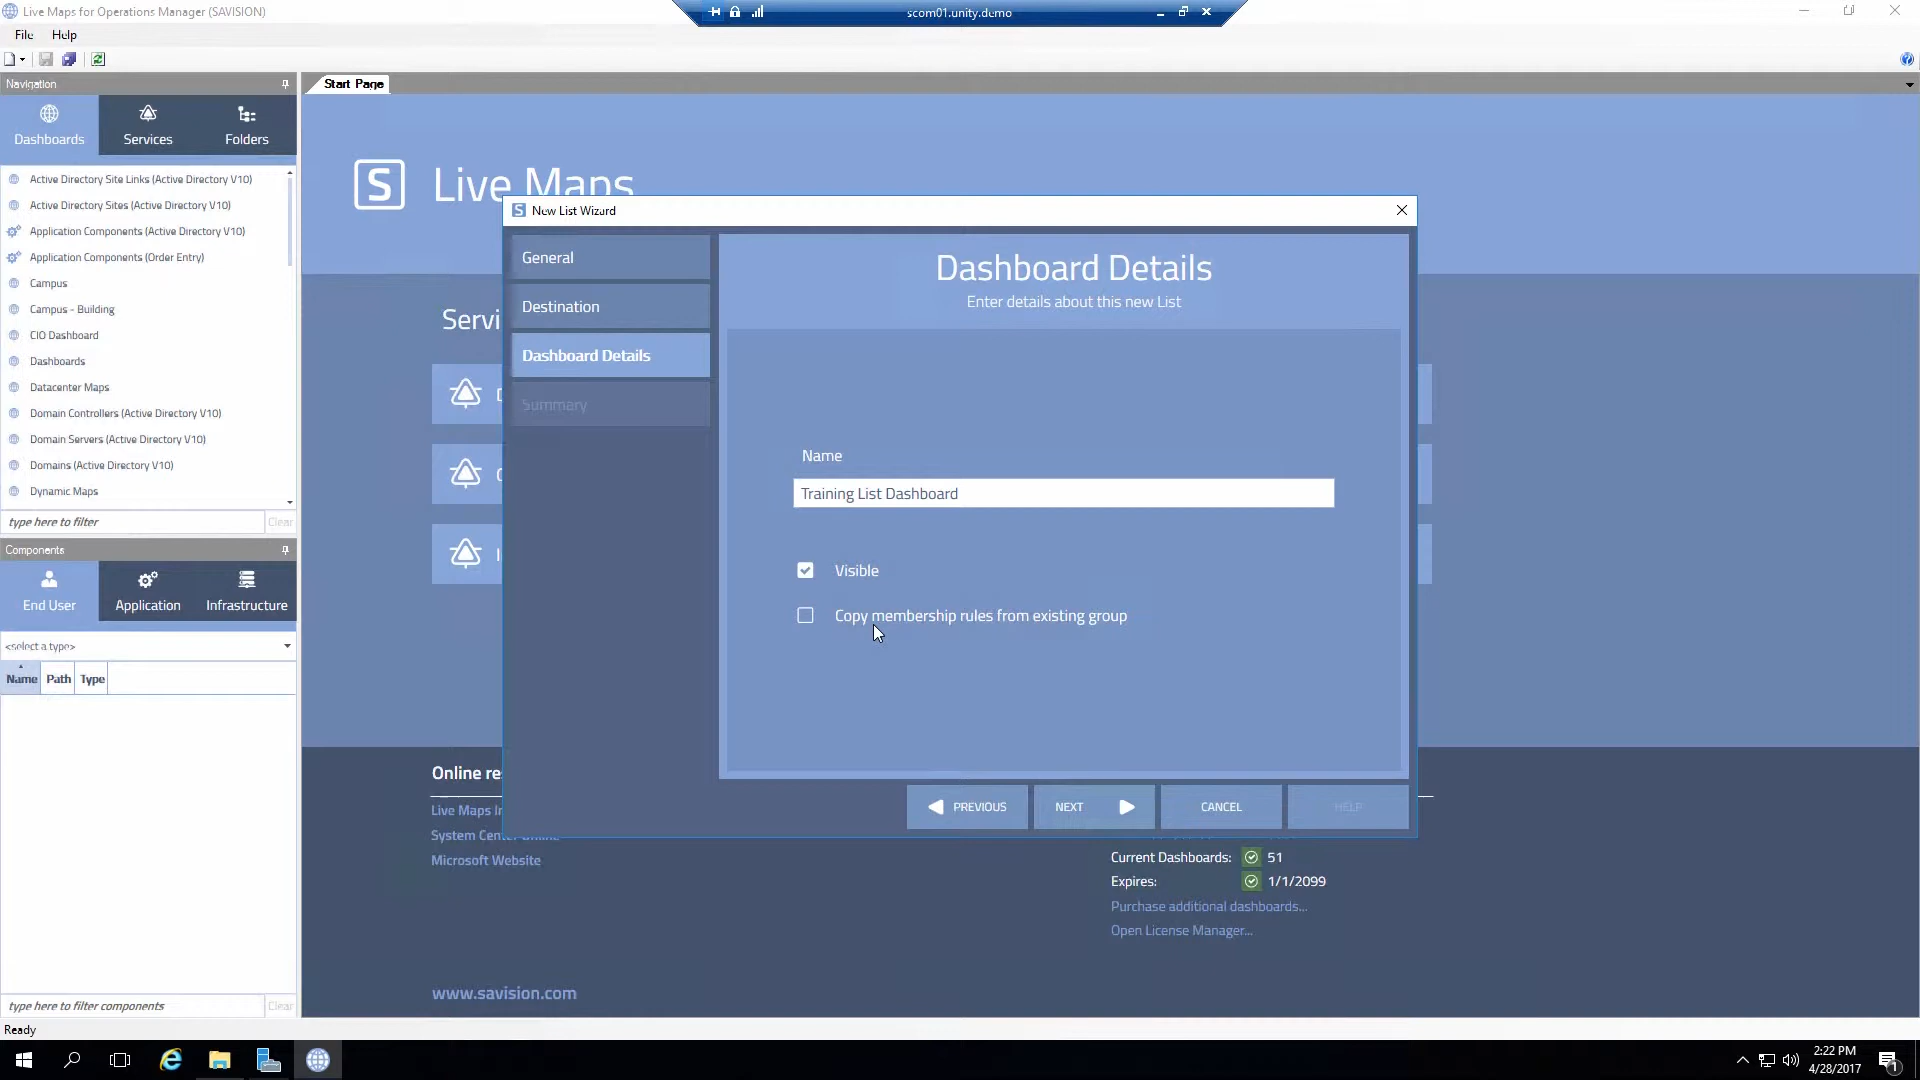 Live Maps for Operations Manager (SAVISION)
scom01.unity.demo
File Help
Navigation
Start Page
Dashboards Services Folders
Active Directory Site Links (Active Directory V10)
Active Directory Sites (Active Directory V10)
Application Components (Active Directory V10)
Application Components (Order Entry)
Campus
Campus - Building
CIO Dashboard
Dashboards
Datacenter Maps
Domain Controllers (Active Directory V10)
Domain Servers (Active Directory V10)
Domains (Active Directory V10)
Dynamic Maps
type here to filter Clear
Components
End User Application Infrastructure
<select a type>
Name Path Type
type here to filter components Clear
Ready
S Live Maps
Servi
New List Wizard
General
Destination
Dashboard Details
Summary
Dashboard Details
Enter details about this new List
Name
Training List Dashboard
Visible
Copy membership rules from existing group
PREVIOUS NEXT CANCEL HELP
Online re
Live Maps
System Center Online
Microsoft Website
Current Dashboards: 51
Expires: 1/1/2099
Purchase additional dashboards...
Open License Manager...
www.savision.com
2:22 PM
4/28/2017
1